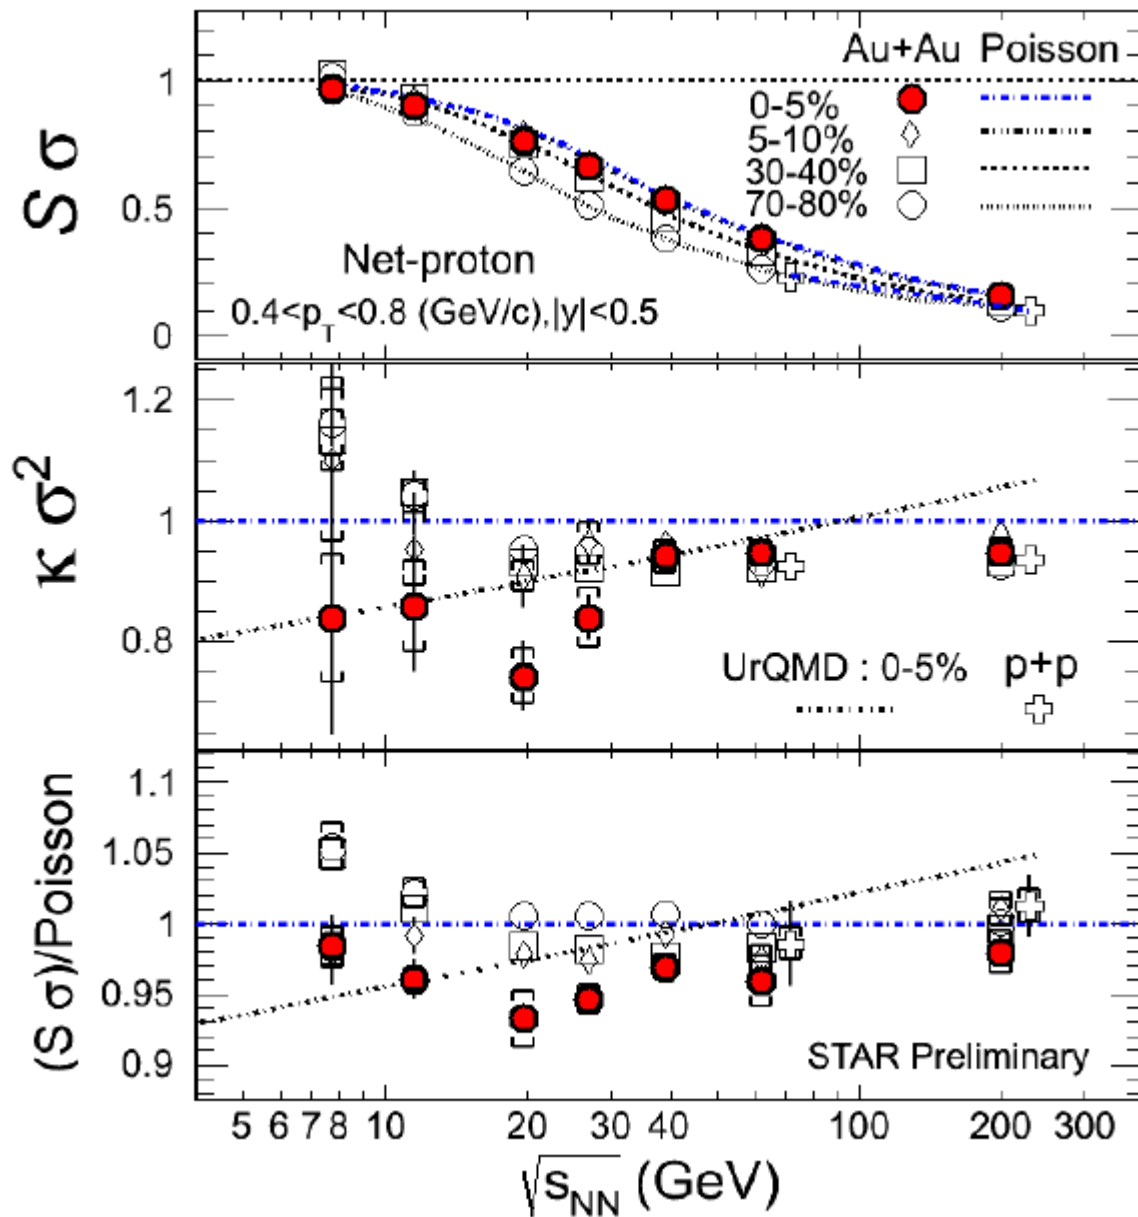 Au+Au Poisson
0-5%
5-10%
30-40%
70-80%
S σ
1
0.5
0
Net-proton
0.4<p_T<0.8 (GeV/c),|y|<0.5
κ σ²
1.2
1
0.8
UrQMD : 0-5% p+p
(S σ)/Poisson
1.1
1.05
1
0.95
0.9
STAR Preliminary
5 6 7 8 10 20 30 40 100 200 300
√s_NN (GeV)